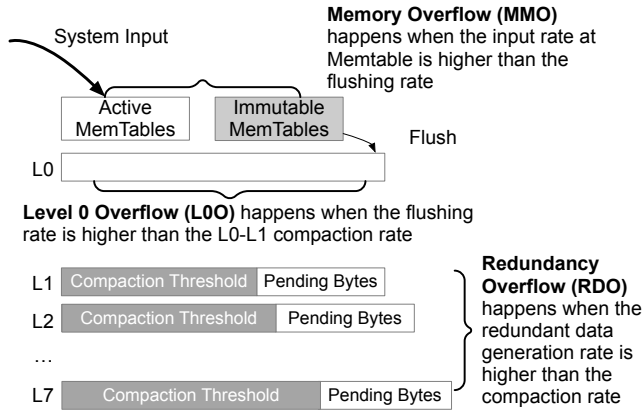 System Input
Memory Overflow (MMO)
happens when the input rate at
Memtable is higher than the
flushing rate
Active
MemTables
Immutable
MemTables
Flush
L0
Level 0 Overflow (L0O) happens when the flushing
rate is higher than the L0-L1 compaction rate
L1 Compaction Threshold Pending Bytes
L2 Compaction Threshold Pending Bytes
...
L7 Compaction Threshold Pending Bytes
Redundancy
Overflow (RDO)
happens when the
redundant data
generation rate is
higher than the
compaction rate